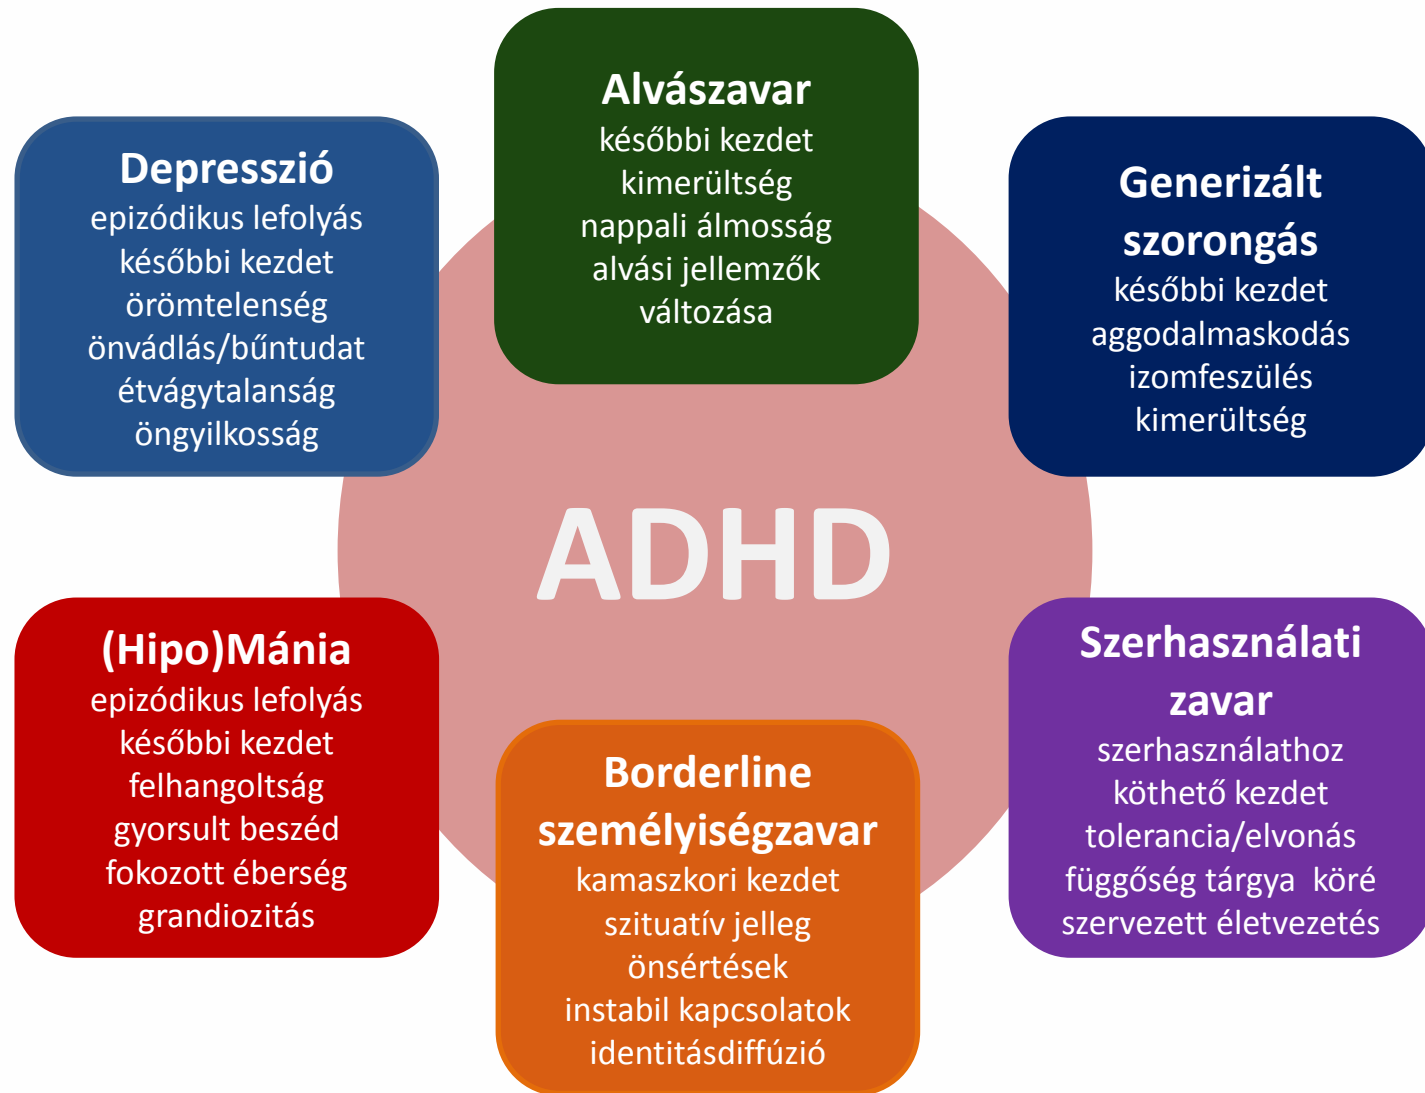 Alvászavar
későbbi kezdet
kimerültség
nappali álmosság
alvási jellemzők
változása
Depresszió
epizódikus lefolyás
későbbi kezdet
örömtelenség
önvádlás/bűntudat
étvágytalanság
öngyilkosság
Generizált
szorongás
későbbi kezdet
aggodalmaskodás
izomfeszülés
kimerültség
ADHD
(Hipo)Mánia
epizódikus lefolyás
későbbi kezdet
felhangoltság
gyorsult beszéd
fokozott éberség
grandiozitás
Borderline
személyiségzavar
kamaszkori kezdet
szituatív jelleg
önsértések
instabil kapcsolatok
identitásdiffúzió
Szerhasználati
zavar
szerhasználathoz
köthető kezdet
tolerancia/elvonás
függőség tárgya  köré
szervezett életvezetés